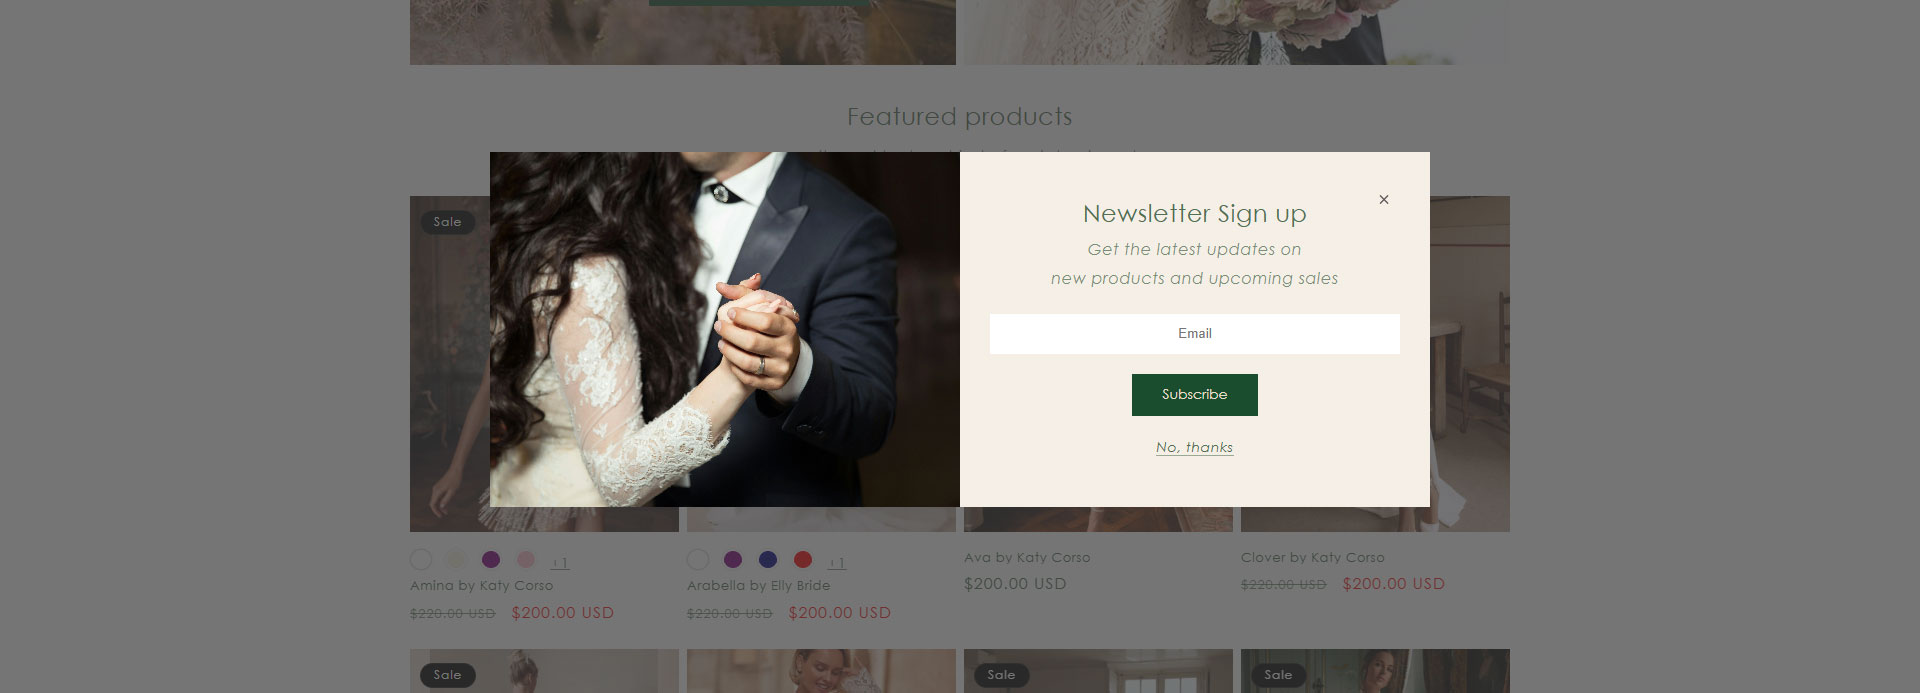 Featured products
Sale
Newsletter Sign up
×
Get the latest updates on
new products and upcoming sales
Email
Subscribe
No, thanks
+1
+1
Amina by Katy Corso
Arabella by Elly Bride
Ava by Katy Corso
Clover by Katy Corso
$220.00 USD $200.00 USD
$220.00 USD $200.00 USD
$200.00 USD
$220.00 USD $200.00 USD
Sale
Sale
Sale